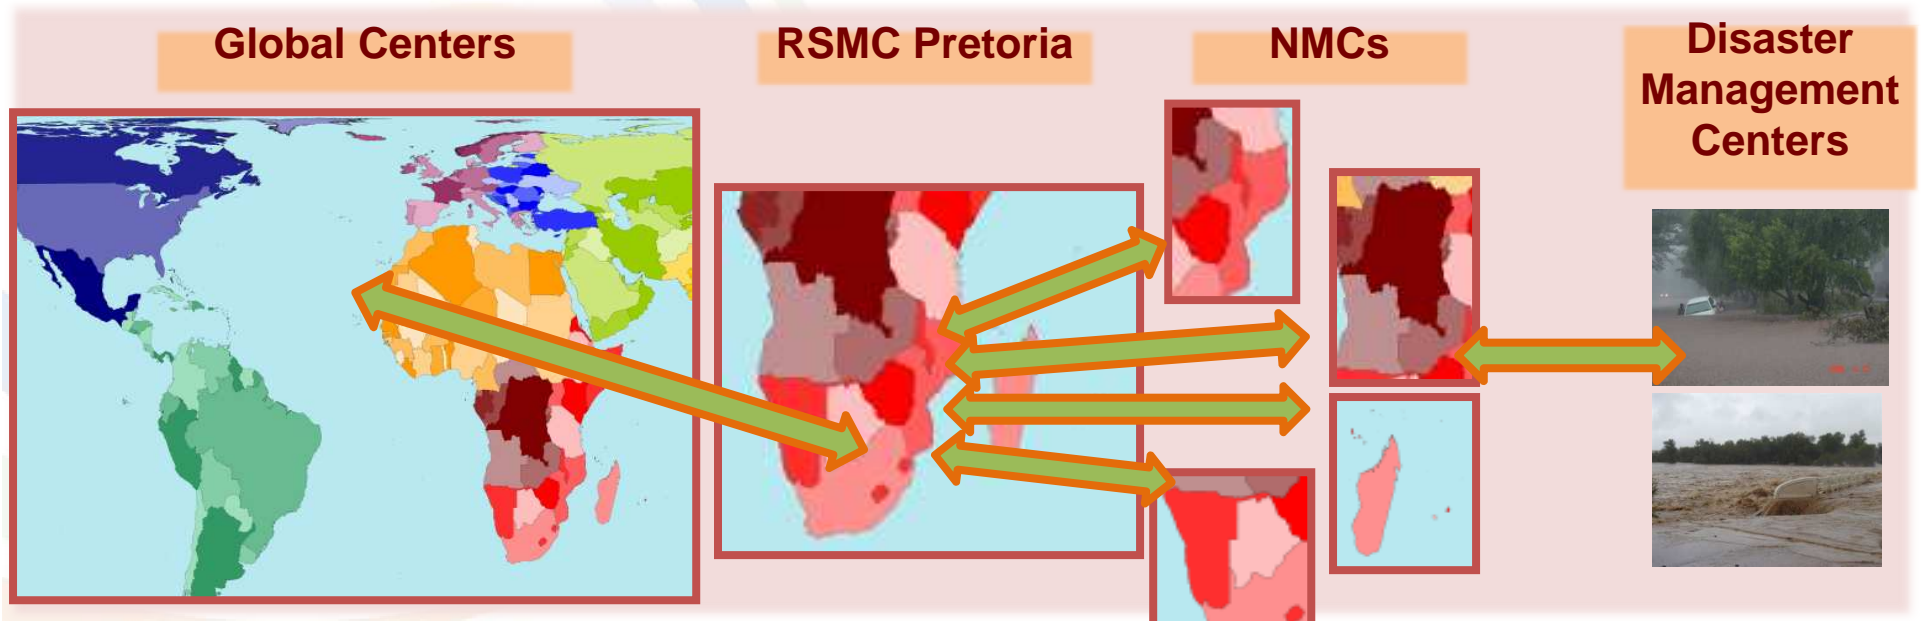 Global Centers
RSMC Pretoria
NMCs
Disaster
Management
Centers